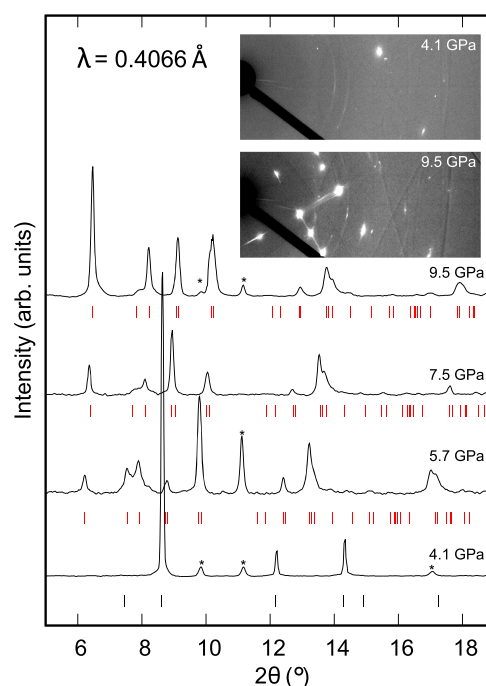 λ = 0.4066 Å
4.1 GPa
9.5 GPa
9.5 GPa
* *
7.5 GPa
*
5.7 GPa
4.1 GPa
* * *
Intensity (arb. units)
6 8 10 12 14 16 18
2θ (°)